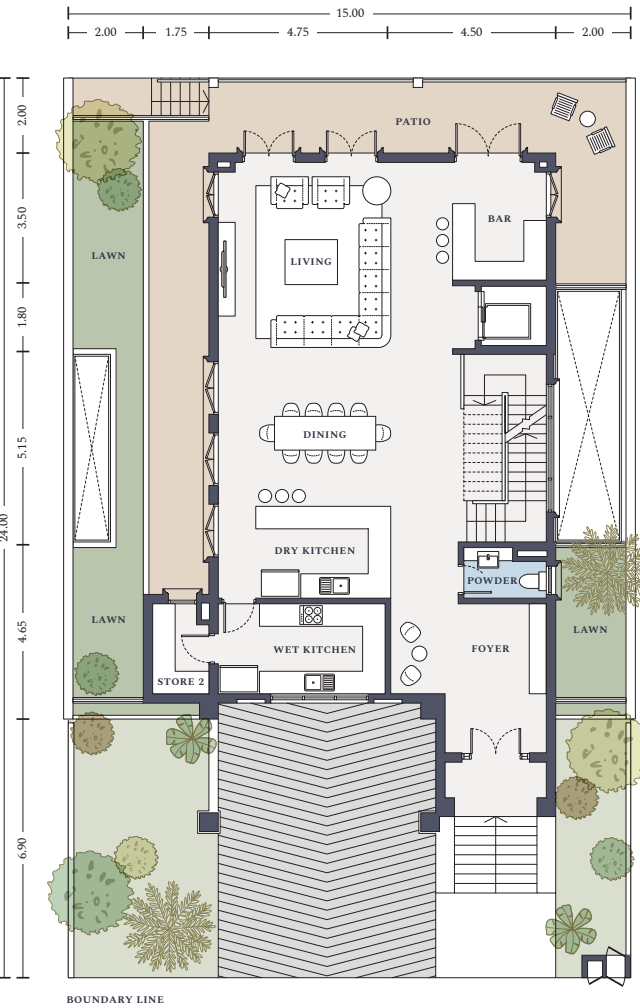 15.00
2.00 1.75 4.75 4.50 2.00
2.00
PATIO
3.50
BAR
LAWN
LIVING
1.80
5.15
DINING
24.00
DRY KITCHEN
POWDER
4.65
LAWN
LAWN
WET KITCHEN
FOYER
STORE 2
6.90
BOUNDARY LINE